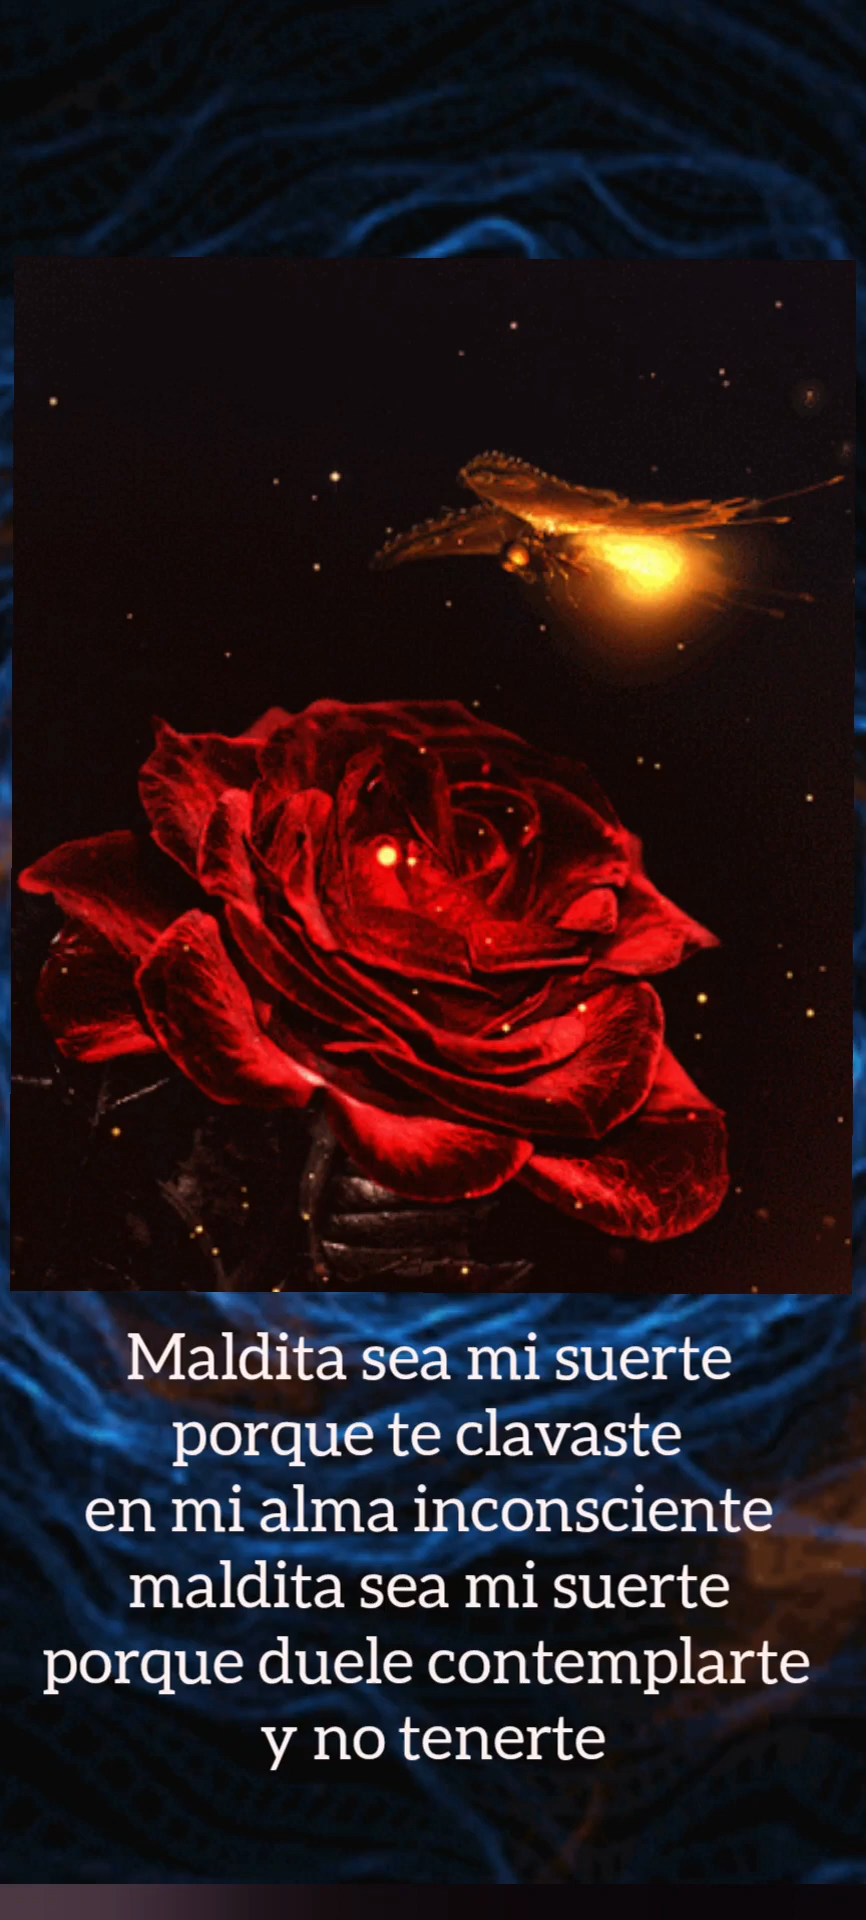 Maldita sea mi suerte
porque te clavaste
en mi alma inconsciente
maldita sea mi suerte
porque duele contemplarte
y no tenerte